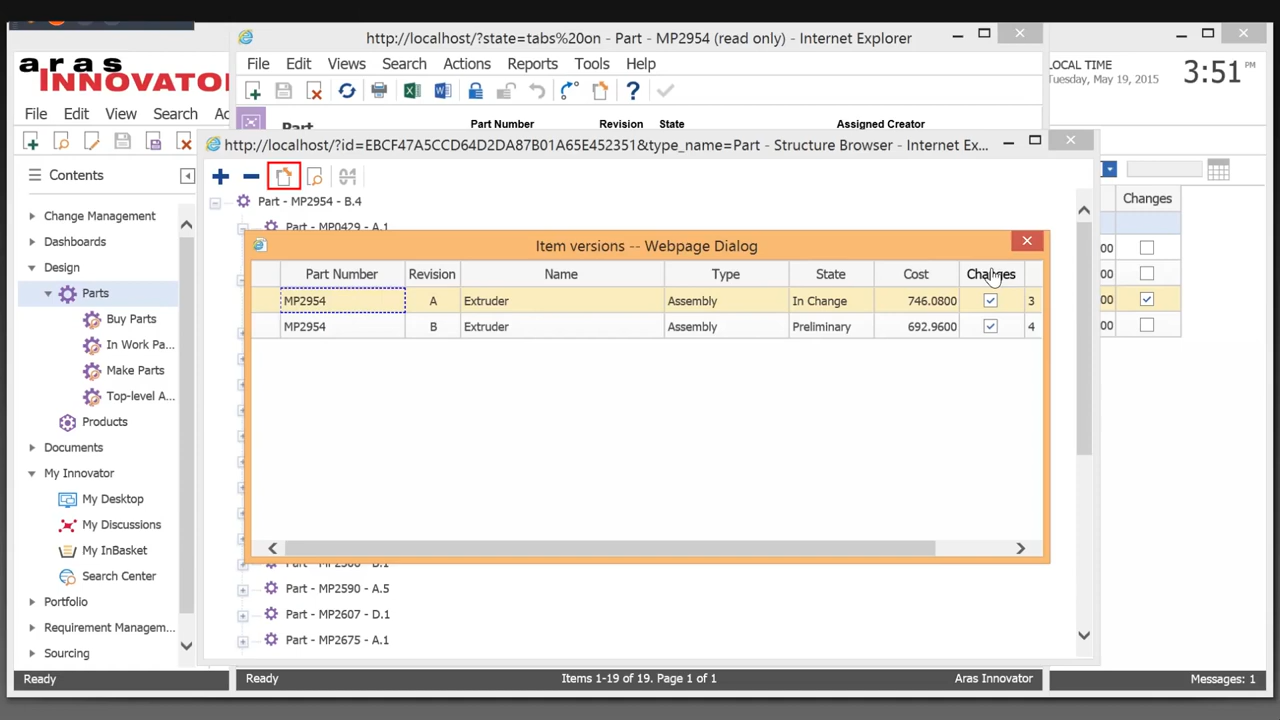 http://localhost/?state=tabs%20on - Part - MP2954 (read only) - Internet Explorer
aras
INNOVATOR
File Edit Views Search Actions Reports Tools Help
LOCAL TIME
Tuesday, May 19, 2015
3:51 PM
File Edit View Search
Part Number Revision State Assigned Creator
http://localhost/?id=EBCF47A5CCD64D2DA87B01A65E452351&type_name=Part - Structure Browser - Internet Ex...
Contents
Change Management
Dashboards
Design
Parts
Buy Parts
In Work Pa...
Make Parts
Top-level A...
Products
Documents
My Innovator
My Desktop
My Discussions
My InBasket
Search Center
Portfolio
Requirement Managem...
Sourcing
Part - MP2954 - B.4
Part - MP0429 - A.1
Item versions -- Webpage Dialog
Part Number Revision Name Type State Cost Changes
MP2954 A Extruder Assembly In Change 746.0800 3
MP2954 B Extruder Assembly Preliminary 692.9600 4
Part - MP2590 - A.5
Part - MP2607 - D.1
Part - MP2675 - A.1
Changes
00
00
00
00
Ready
Ready Items 1-19 of 19. Page 1 of 1 Aras Innovator
Messages: 1